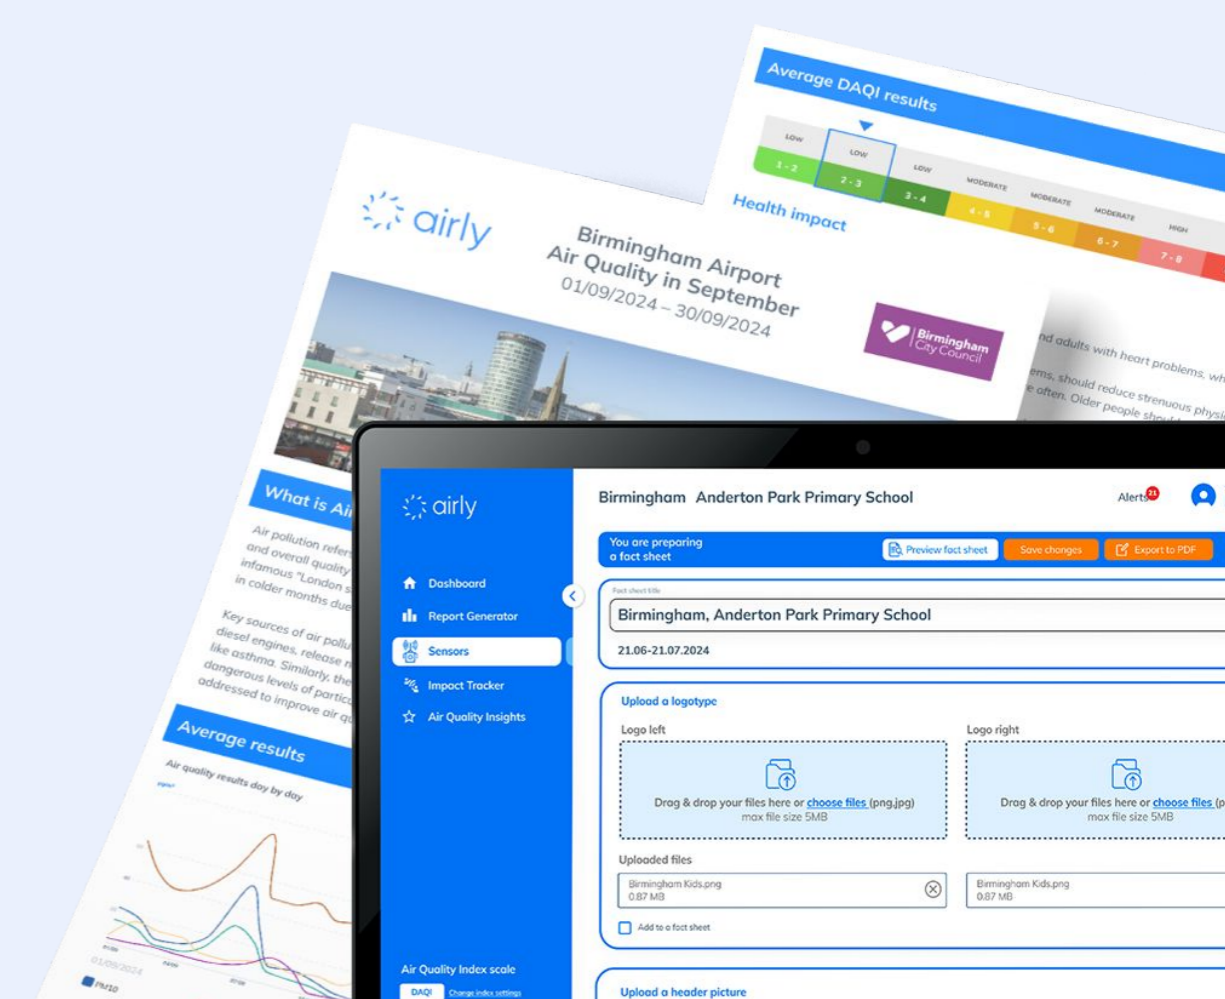 Average DAQI results
LOW
LOW
LOW
MODERATE
MODERATE
MODERATE
HIGH
1 - 2
2 - 3
3 - 4
4 - 5
5 - 6
6 - 7
7 - 8
Health impact
nd adults with heart problems, wh
ems, should reduce strenuous physi
e often. Older people should
airly
Birmingham Airport
Air Quality in September
01/09/2024 – 30/09/2024
Birmingham
City Council
What is Ai
Air pollution refers
and overall quality
infamous "London s
in colder months due
Key sources of air pollu
diesel engines, release n
like asthma. Similarly, the
dangerous levels of partic
addressed to improve air qu
Average results
Air quality results day by day
01/09/2024
PM10
airly
Dashboard
Report Generator
Sensors
Impact Tracker
Air Quality Insights
Air Quality Index scale
DAQI
Change index settings
Birmingham Anderton Park Primary School
Alerts
21
You are preparing
a fact sheet
Preview fact sheet
Save changes
Export to PDF
Fact sheet title
Birmingham, Anderton Park Primary School
21.06-21.07.2024
Upload a logotype
Logo left
Logo right
Drag & drop your files here or choose files (png,jpg)
max file size 5MB
Drag & drop your files here or choose files (p
max file size 5MB
Uploaded files
Birmingham Kids.png
0.87 MB
Birmingham Kids.png
0.87 MB
Add to a fact sheet
Upload a header picture